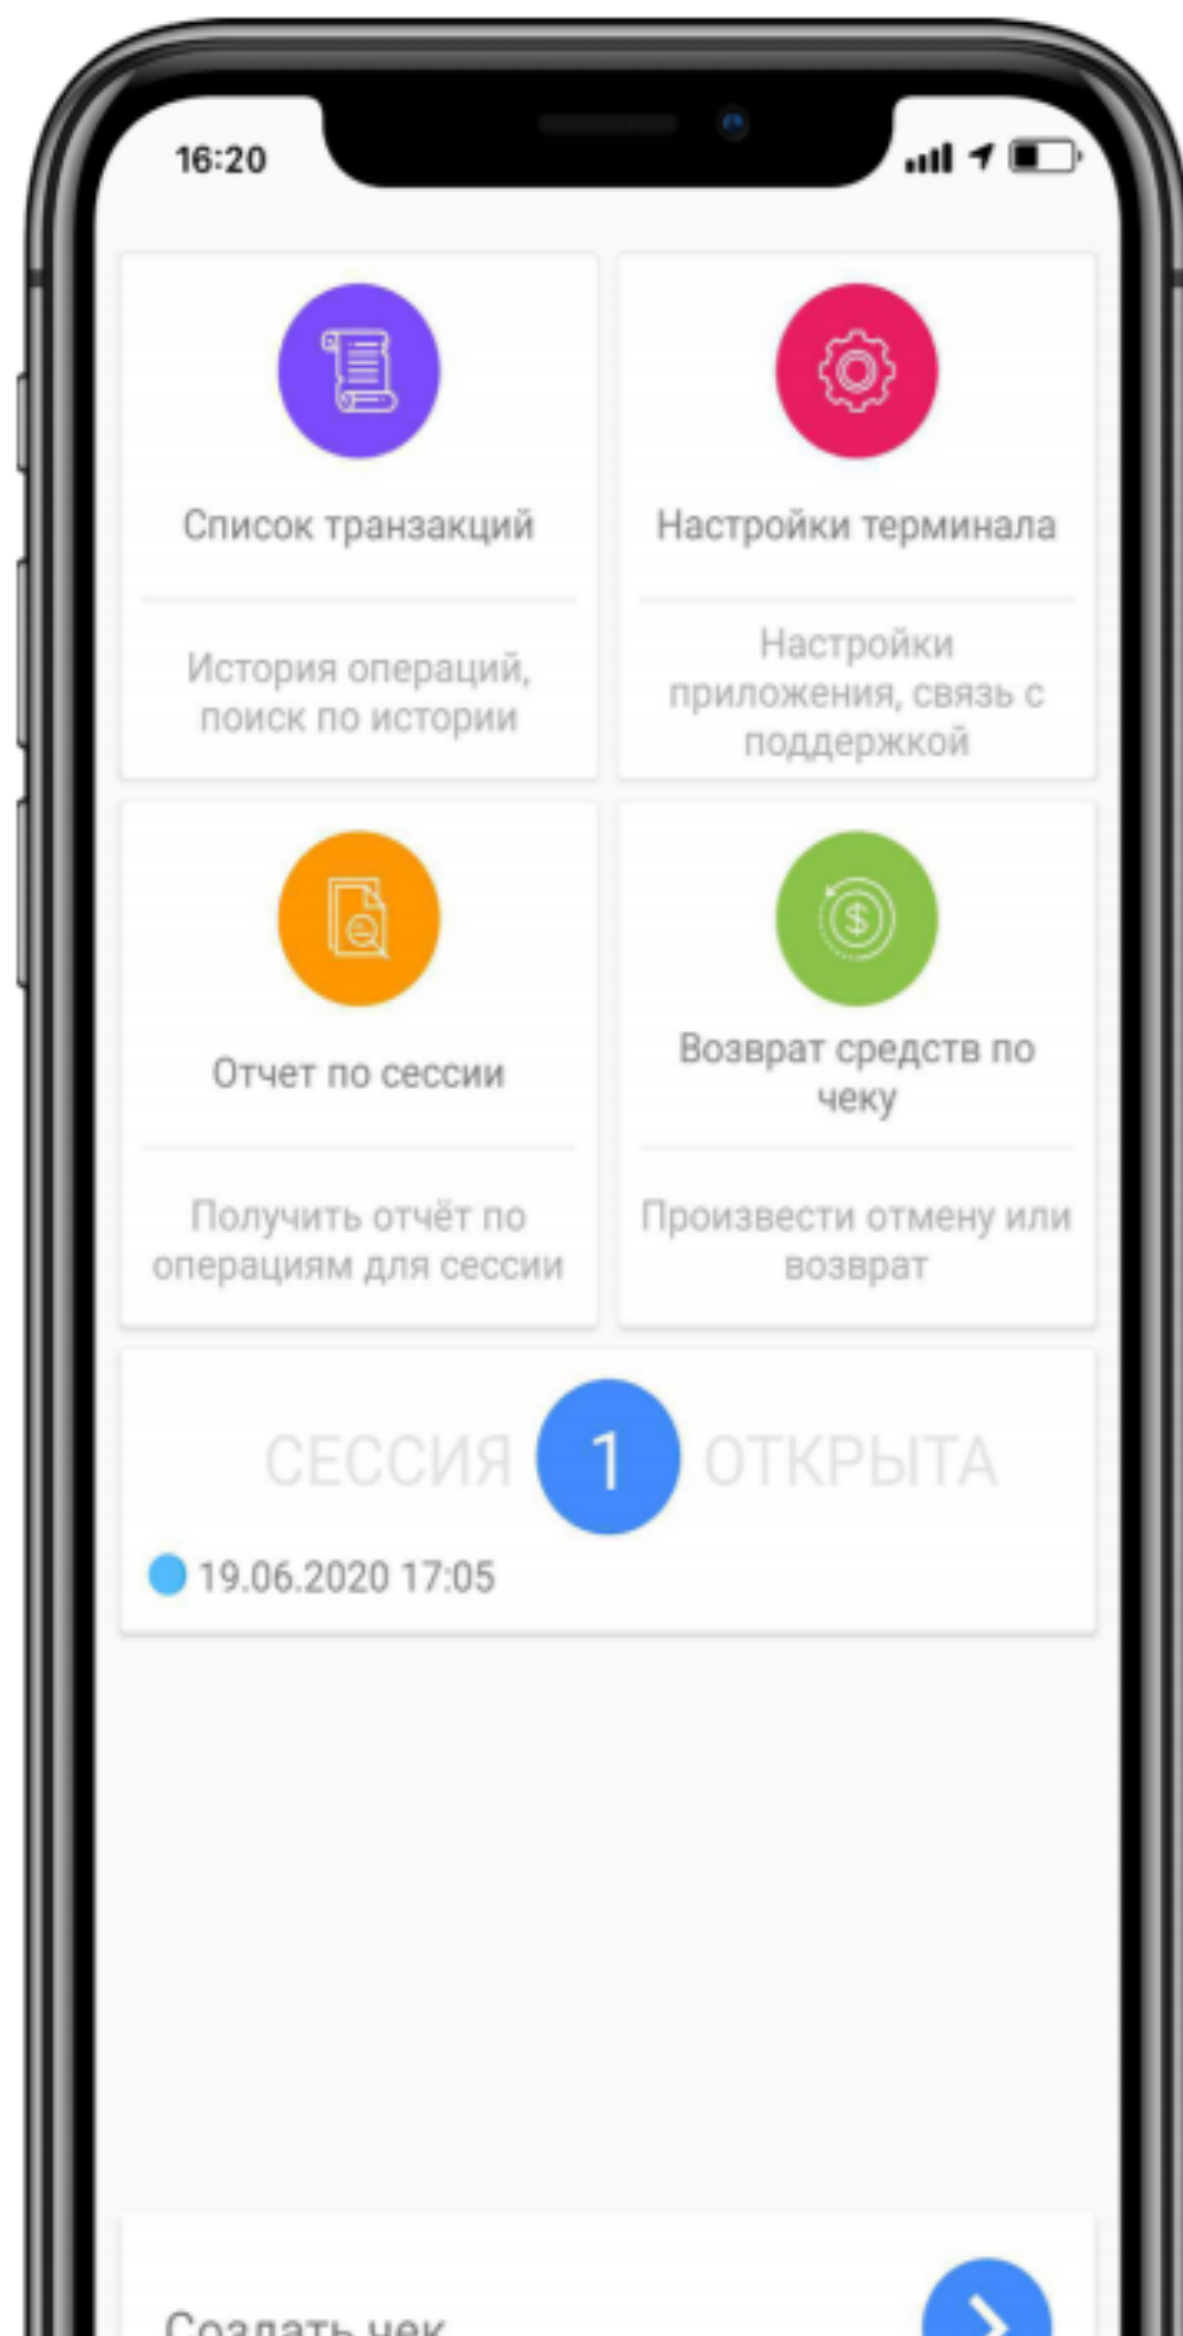 16:20
Список транзакций
История операций,
поиск по истории
Настройки терминала
Настройки
приложения, связь с
поддержкой
Отчет по сессии
Получить отчёт по
операциям для сессии
Возврат средств по
чеку
Произвести отмену или
возврат
СЕССИЯ 1 ОТКРЫТА
19.06.2020 17:05
Создать чек